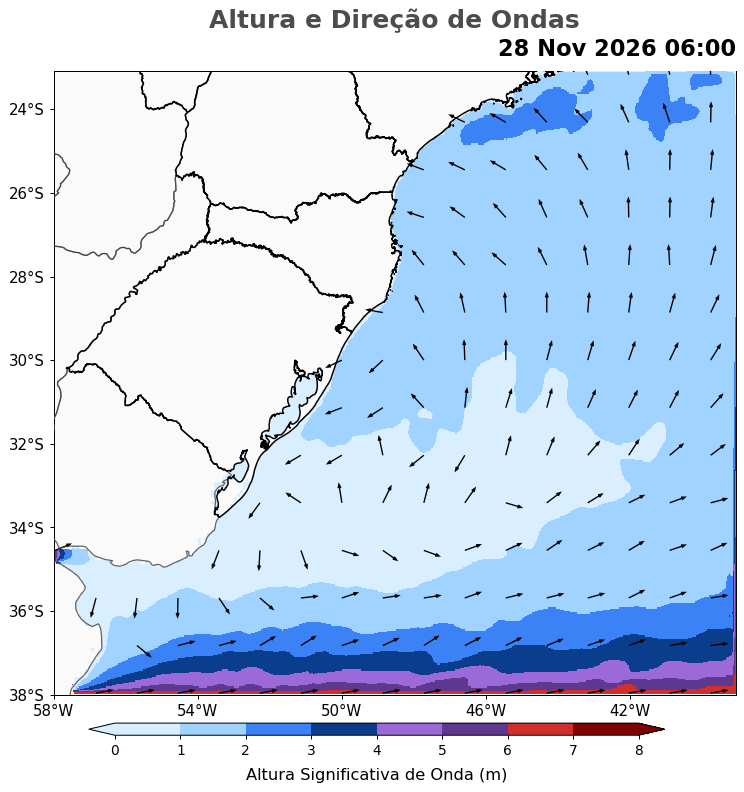 Altura e Direção de Ondas
28 Nov 2026 06:00
24°S
26°S
28°S
30°S
32°S
34°S
36°S
38°S
58°W 54°W 50°W 46°W 42°W
0 1 2 3 4 5 6 7 8
Altura Significativa de Onda (m)